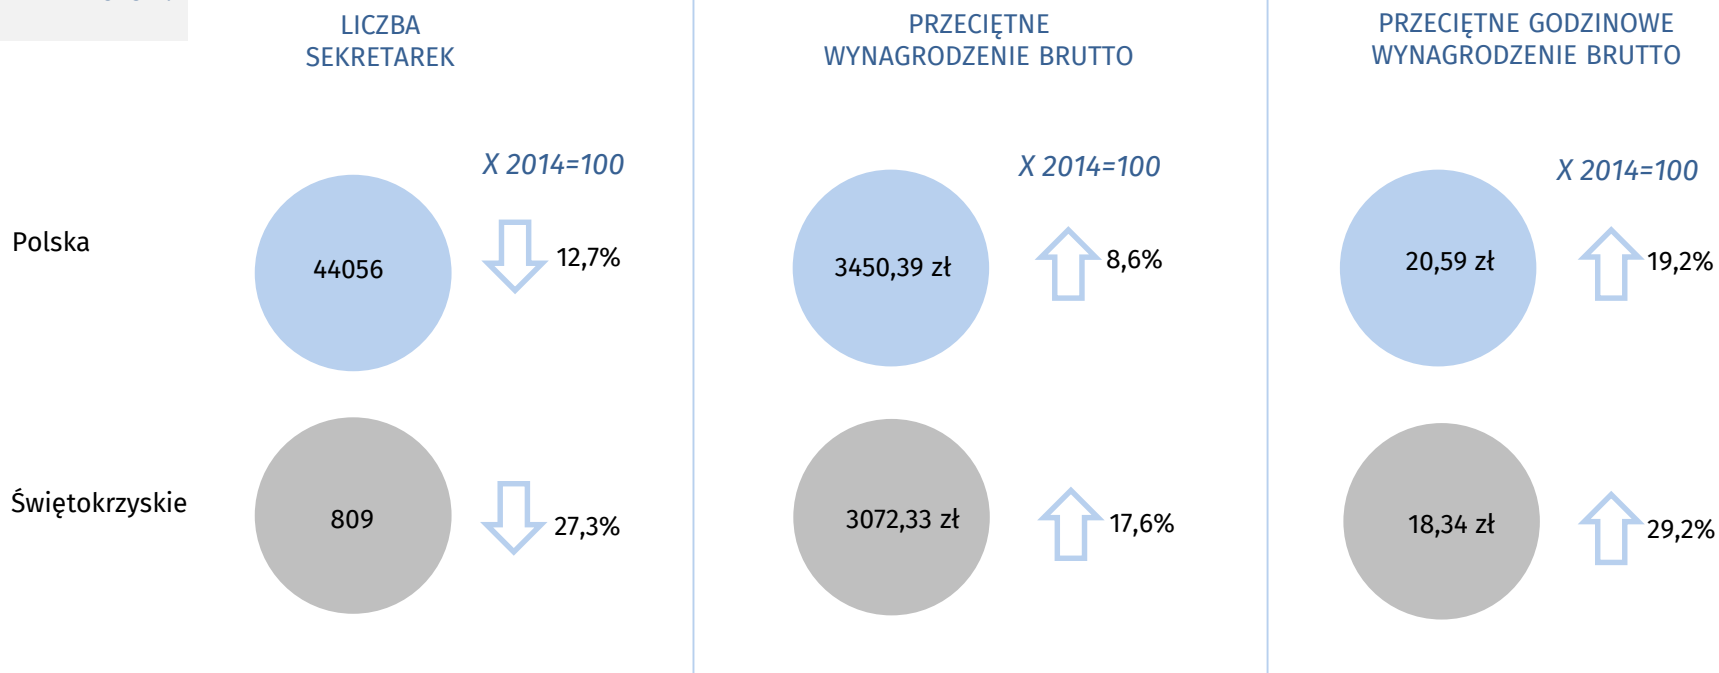 LICZBA
SEKRETAREK
PRZECIĘTNE
WYNAGRODZENIE BRUTTO
PRZECIĘTNE GODZINOWE
WYNAGRODZENIE BRUTTO
X 2014=100
X 2014=100
X 2014=100
Polska
44056
12,7%
3450,39 zł
8,6%
20,59 zł
19,2%
Świętokrzyskie
809
27,3%
3072,33 zł
17,6%
18,34 zł
29,2%